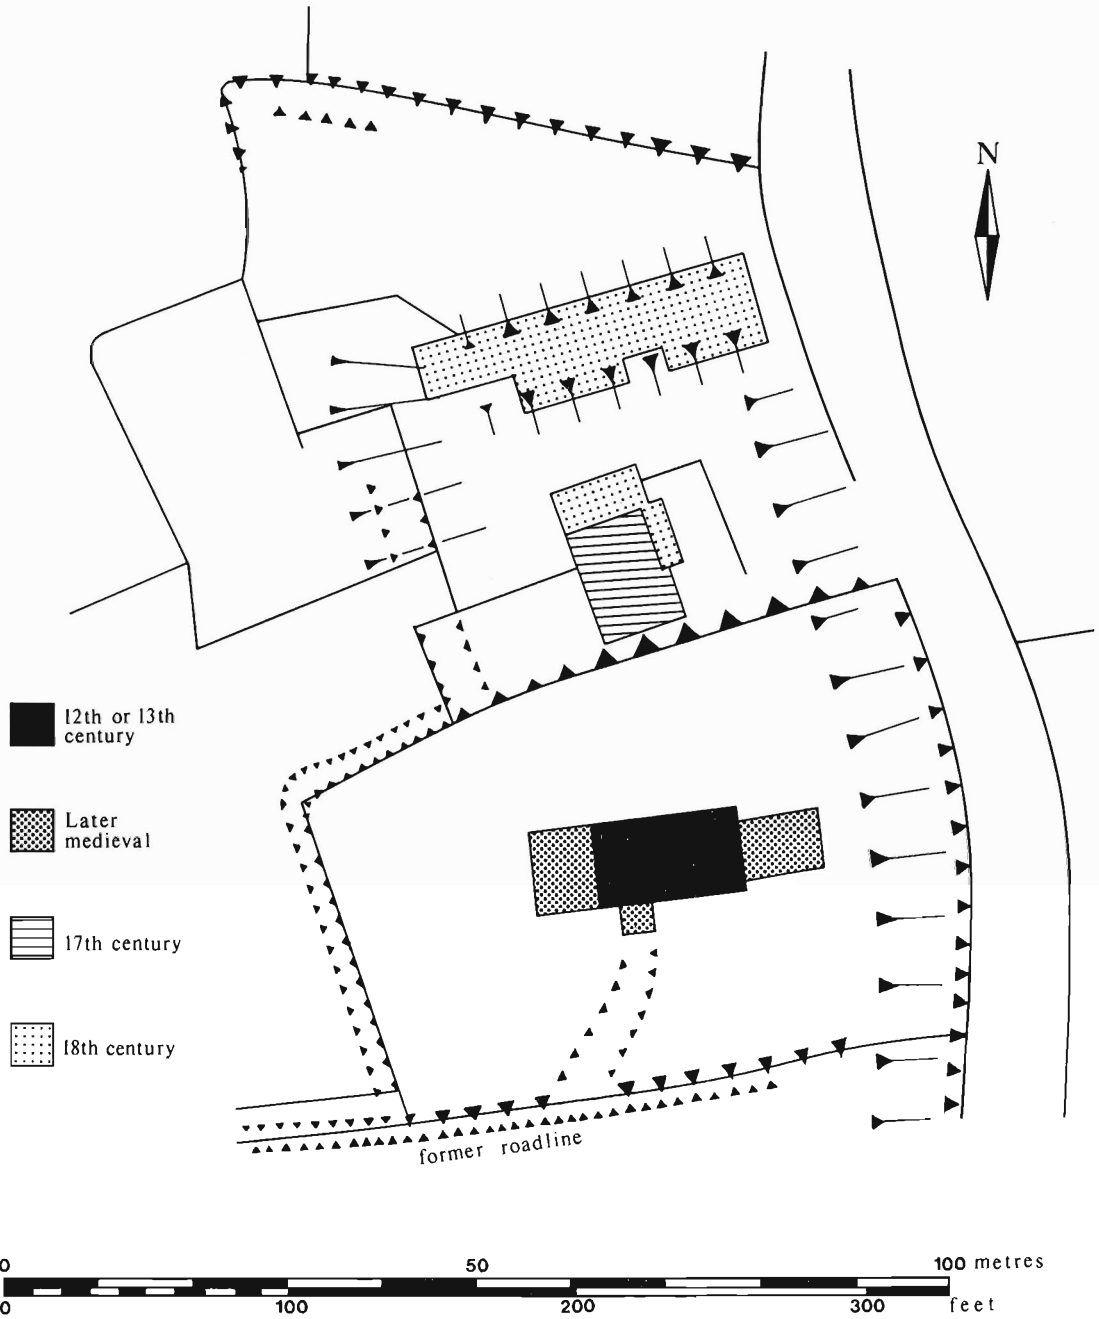 N
12th or 13th
century
Later
medieval
17th century
18th century
former roadline
0 50 100 metres
0 100 200 300 feet